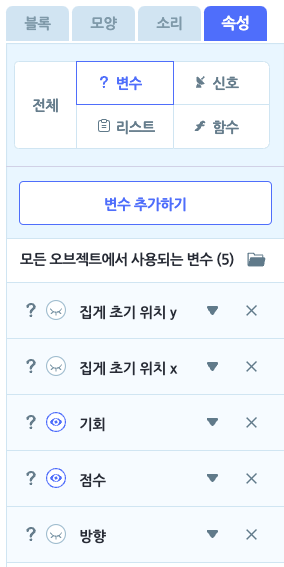 블록 모양 소리 속성
전체 ? 변수 신호
리스트 함수
변수 추가하기
모든 오브젝트에서 사용되는 변수 (5)
? 집게 초기 위치 y
? 집게 초기 위치 x
? 기회
? 점수
? 방향